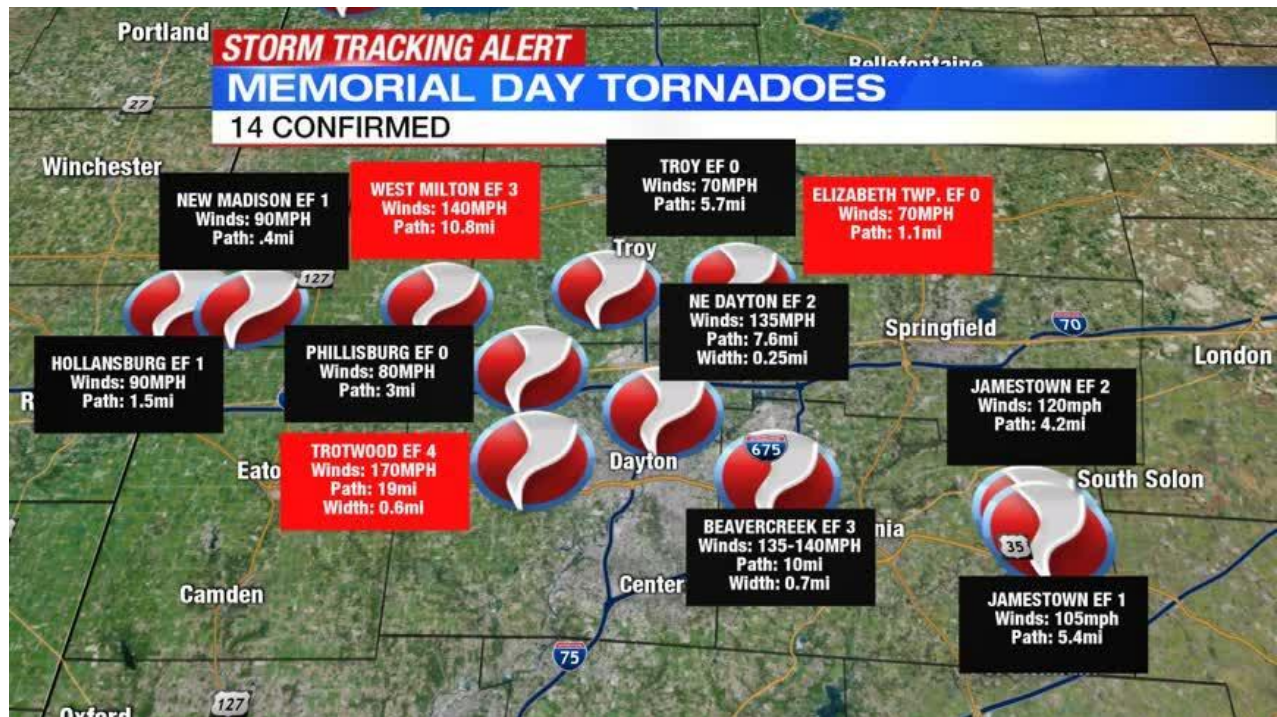 Portland
STORM TRACKING ALERT
Bellefontaine
MEMORIAL DAY TORNADOES
14 CONFIRMED
27
Winchester
NEW MADISON EF 1
Winds: 90MPH
Path: .4mi
WEST MILTON EF 3
Winds: 140MPH
Path: 10.8mi
TROY EF 0
Winds: 70MPH
Path: 5.7mi
ELIZABETH TWP. EF 0
Winds: 70MPH
Path: 1.1mi
Troy
127
HOLLANSBURG EF 1
Winds: 90MPH
Path: 1.5mi
PHILLISBURG EF 0
Winds: 80MPH
Path: 3mi
NE DAYTON EF 2
Winds: 135MPH
Path: 7.6mi
Width: 0.25mi
Springfield
70
London
R
JAMESTOWN EF 2
Winds: 120mph
Path: 4.2mi
Eato
TROTWOOD EF 4
Winds: 170MPH
Path: 19mi
Width: 0.6mi
Dayton
675
South Solon
BEAVERCREEK EF 3
Winds: 135-140MPH
Path: 10mi
Width: 0.7mi
nia
35
Camden
Center
JAMESTOWN EF 1
Winds: 105mph
Path: 5.4mi
75
127
Oxford